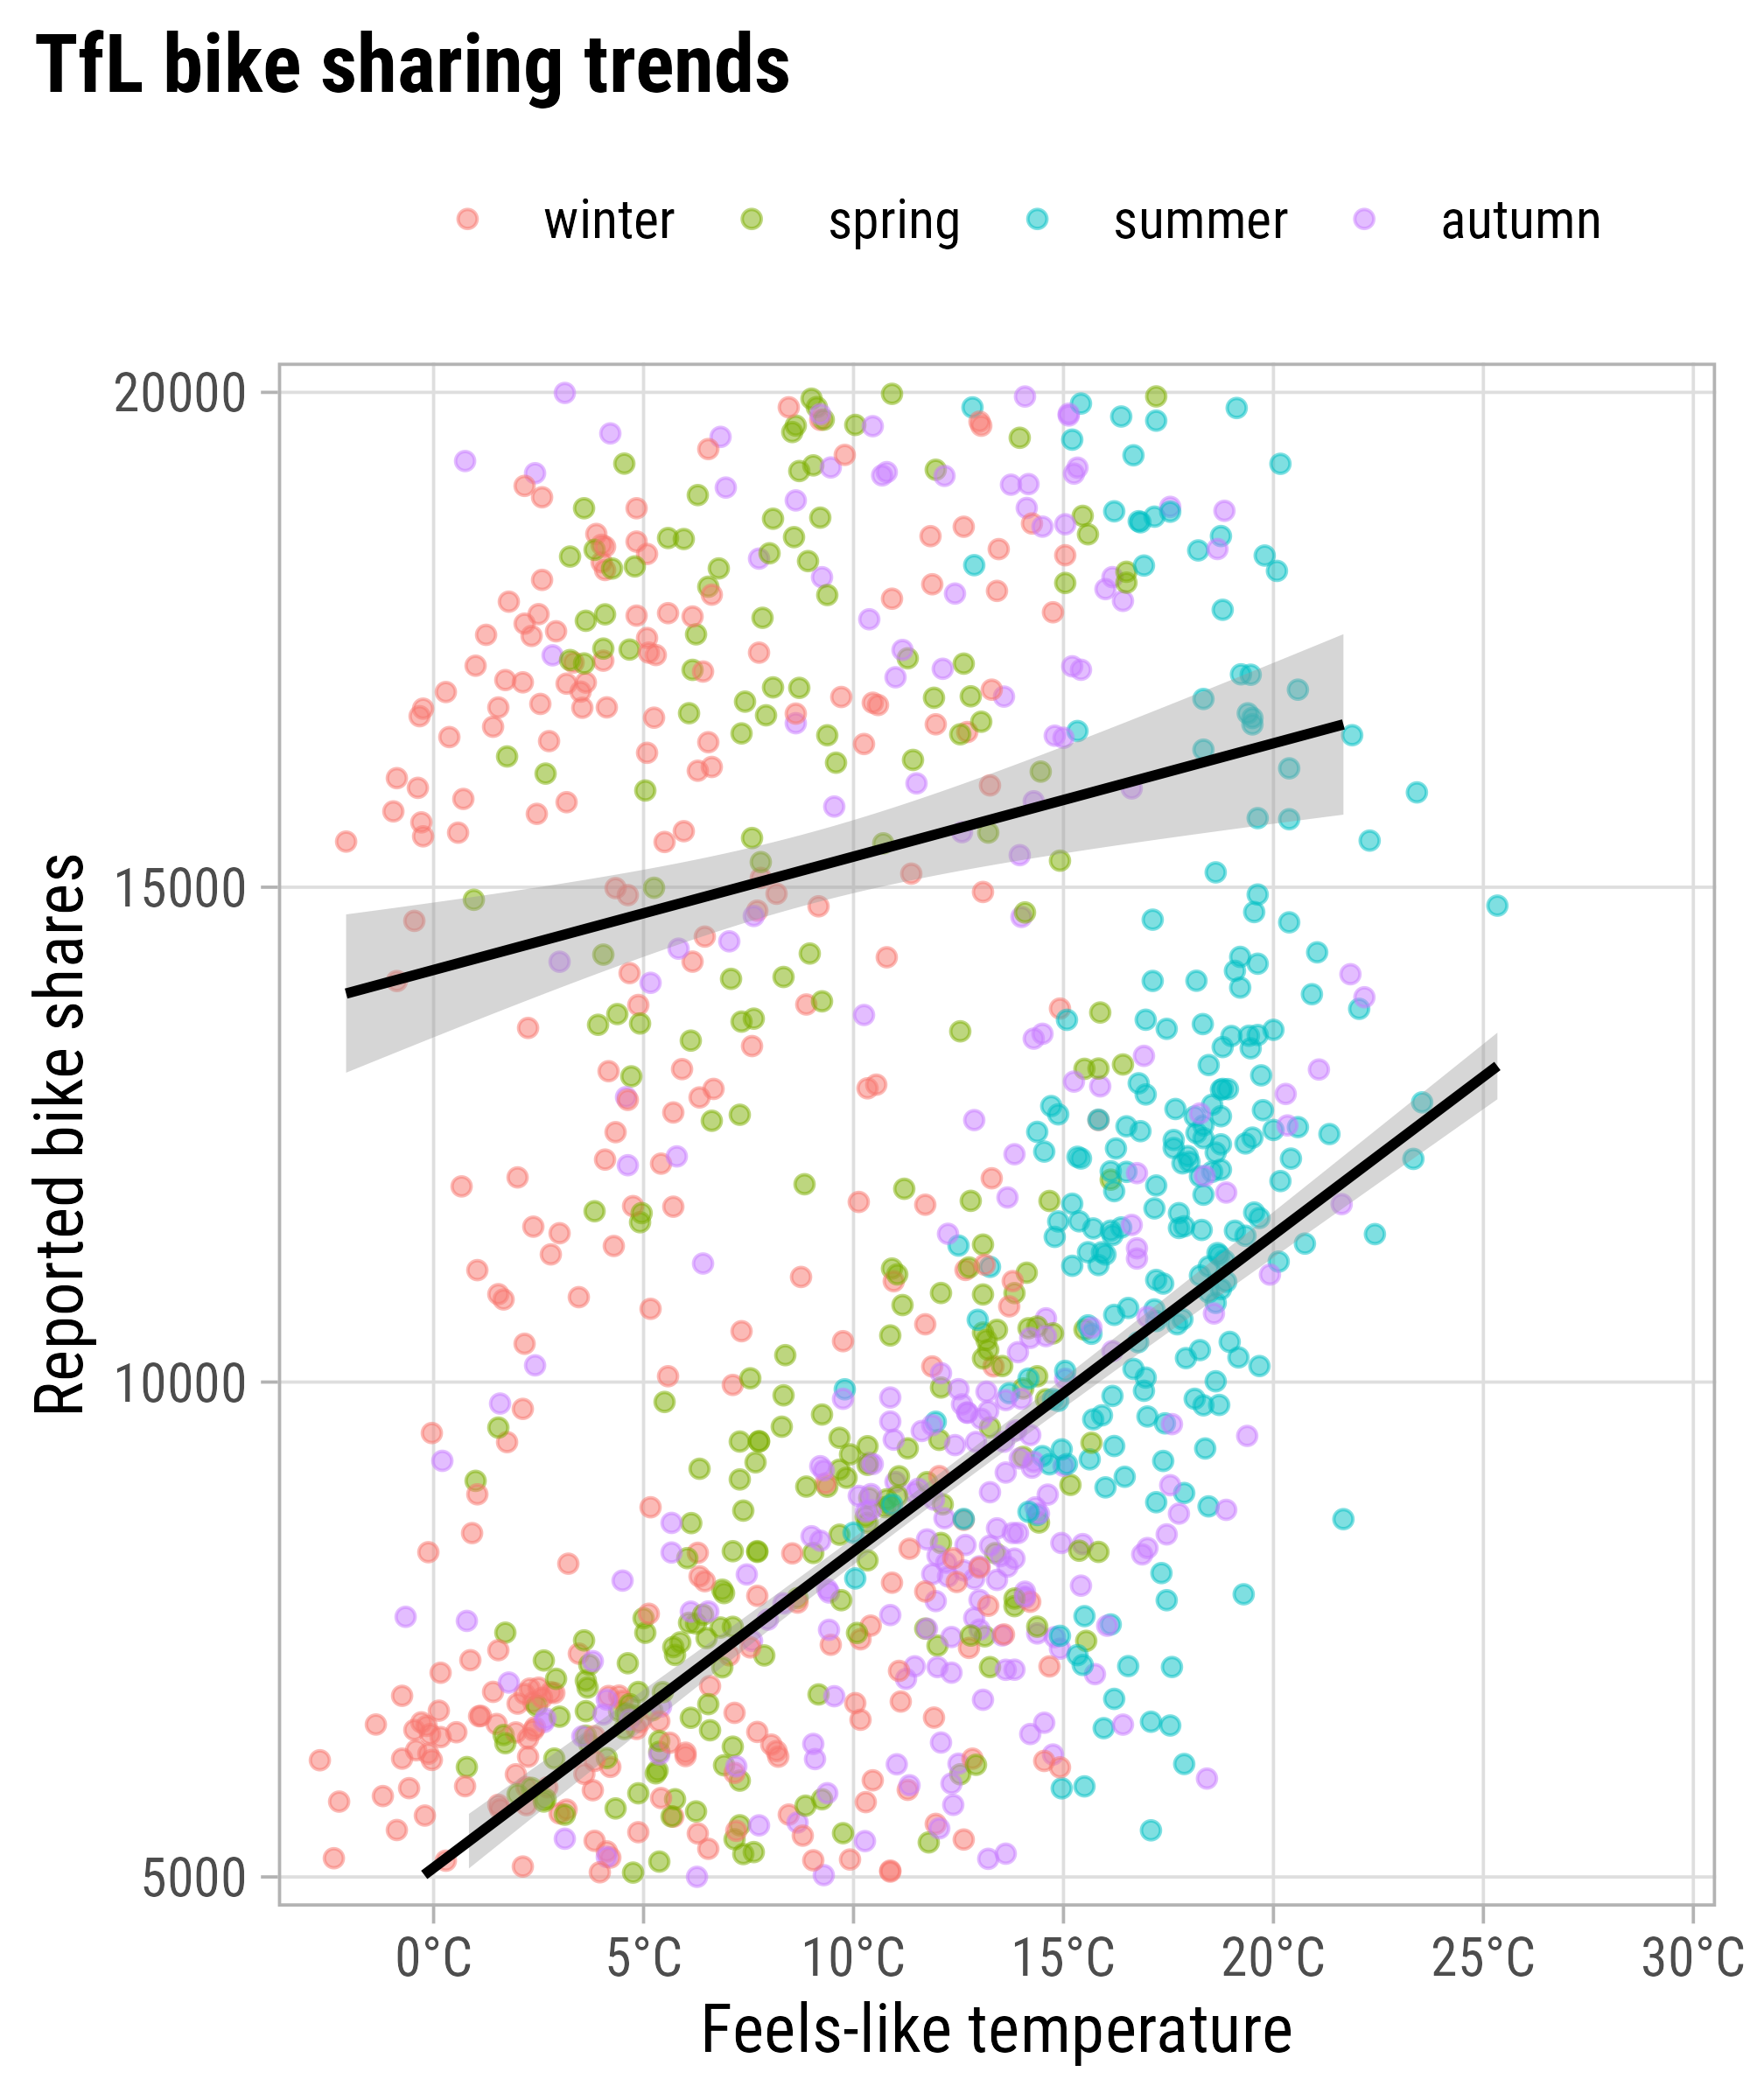 TfL bike sharing trends
winter spring summer autumn
20000
15000
10000
5000
Reported bike shares
0°C 5°C 10°C 15°C 20°C 25°C 30°C
Feels-like temperature